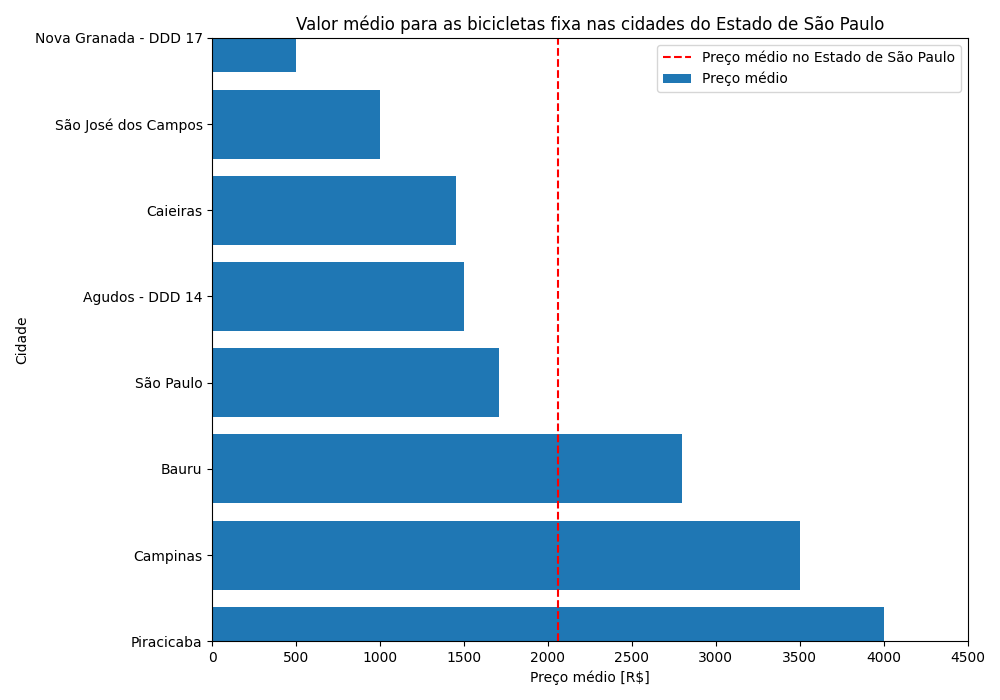 Valor médio para as bicicletas fixa nas cidades do Estado de São Paulo
Preço médio no Estado de São Paulo
Preço médio
Nova Granada - DDD 17
São José dos Campos
Caieiras
Agudos - DDD 14
São Paulo
Bauru
Campinas
Piracicaba
Cidade
0 500 1000 1500 2000 2500 3000 3500 4000 4500
Preço médio [R$]